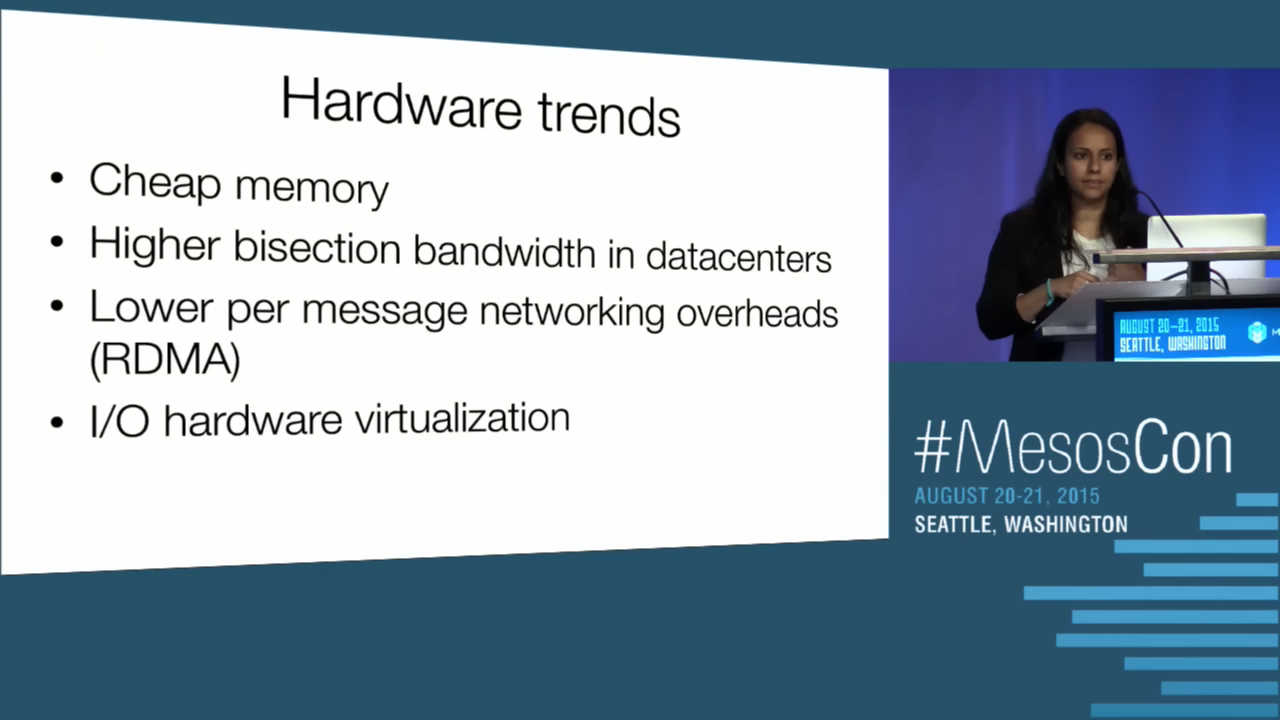 Hardware trends
• Cheap memory
• Higher bisection bandwidth in datacenters
• Lower per message networking overheads
(RDMA)
• I/O hardware virtualization
AUGUST 20–21, 2015
SEATTLE, WASHINGTON
#MesosCon
AUGUST 20-21, 2015
SEATTLE, WASHINGTON